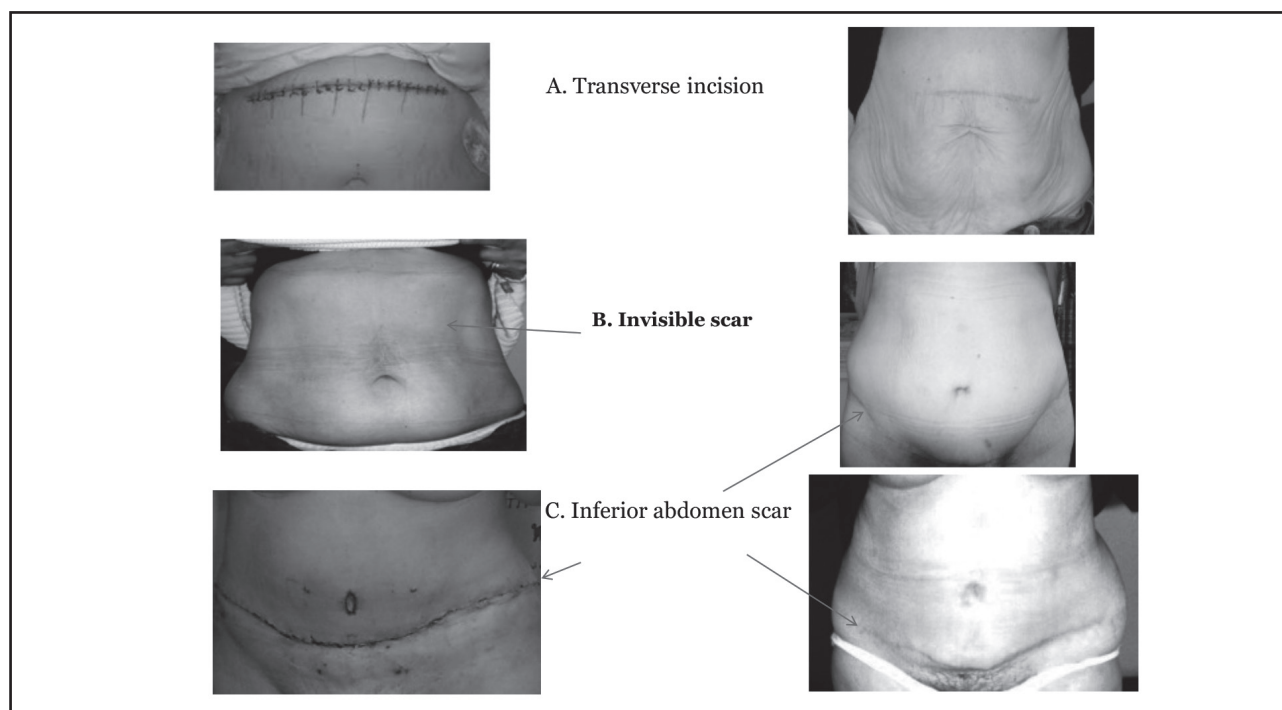 A. Transverse incision
B. Invisible scar
C. Inferior abdomen scar